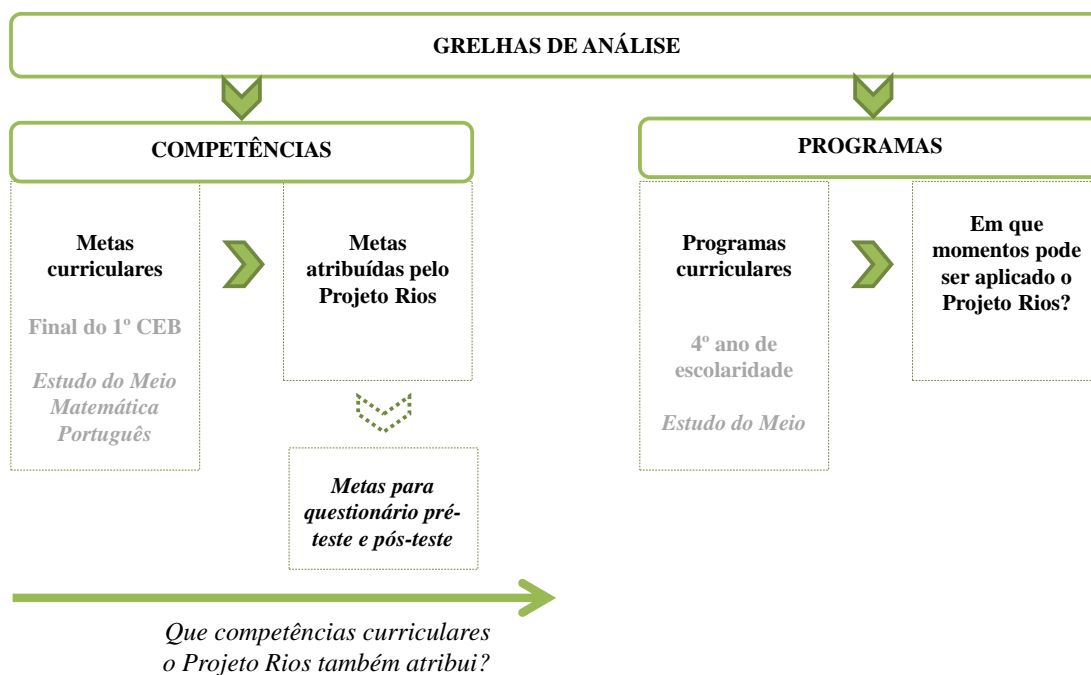 GRELHAS DE ANÁLISE
COMPETÊNCIAS
Metas
curriculares
Final do 1º CEB
Estudo do Meio
Matemática
Português
Metas
atribuídas pelo
Projeto Rios
Metas para
questionário pré-
teste e pós-teste
Que competências curriculares
o Projeto Rios também atribui?
PROGRAMAS
Programas
curriculares
4º ano de
escolaridade
Estudo do Meio
Em que
momentos pode
ser aplicado o
Projeto Rios?